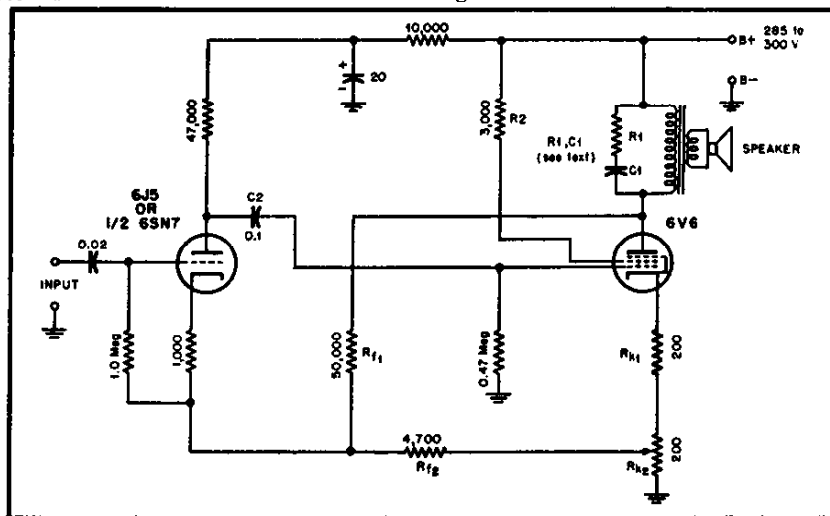 10,000
B+
285 to
300 V
+
-
20
B-
47,000
3,000
R2
R1
R1, C1
(see text)
C1
SPEAKER
6J5
OR
1/2 6SN7
C2
0.1
6V6
0.02
INPUT
1.0 Meg
1,000
50,000
Rf1
0.47 Meg
Rk1
200
4,700
Rf2
Rk2
200